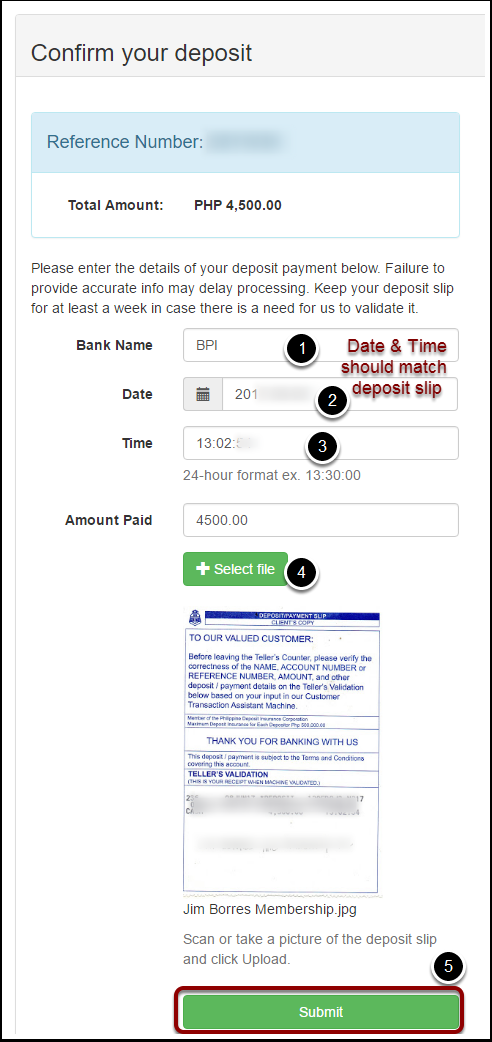 Confirm your deposit
Reference Number:
Total Amount: PHP 4,500.00
Please enter the details of your deposit payment below. Failure to
provide accurate info may delay processing. Keep your deposit slip
for at least a week in case there is a need for us to validate it.
Bank Name BPI 1 Date & Time
should match
deposit slip
Date 201 2
Time 13:02: 3
24-hour format ex. 13:30:00
Amount Paid 4500.00
Select file 4
DEPOSIT/PAYMENT SLIP
CLIENT'S COPY
TO OUR VALUED CUSTOMER:
Before leaving the Teller's Counter, please verify the
correctness of the NAME, ACCOUNT NUMBER or
REFERENCE NUMBER, AMOUNT, and other
deposit / payment details on the Teller's Validation
below based on your input in our Customer
Transaction Assistant Machine.
Member of the Philippine Deposit Insurance Corporation
Maximum Deposit Insurance for Each Depositor Php 500,000.00
THANK YOU FOR BANKING WITH US
This deposit / payment is subject to the Terms and Conditions
covering this account.
TELLER'S VALIDATION
(THIS IS YOUR RECEIPT WHEN MACHINE VALIDATED.)
Jim Borres Membership.jpg
Scan or take a picture of the deposit slip
and click Upload.
5
Submit